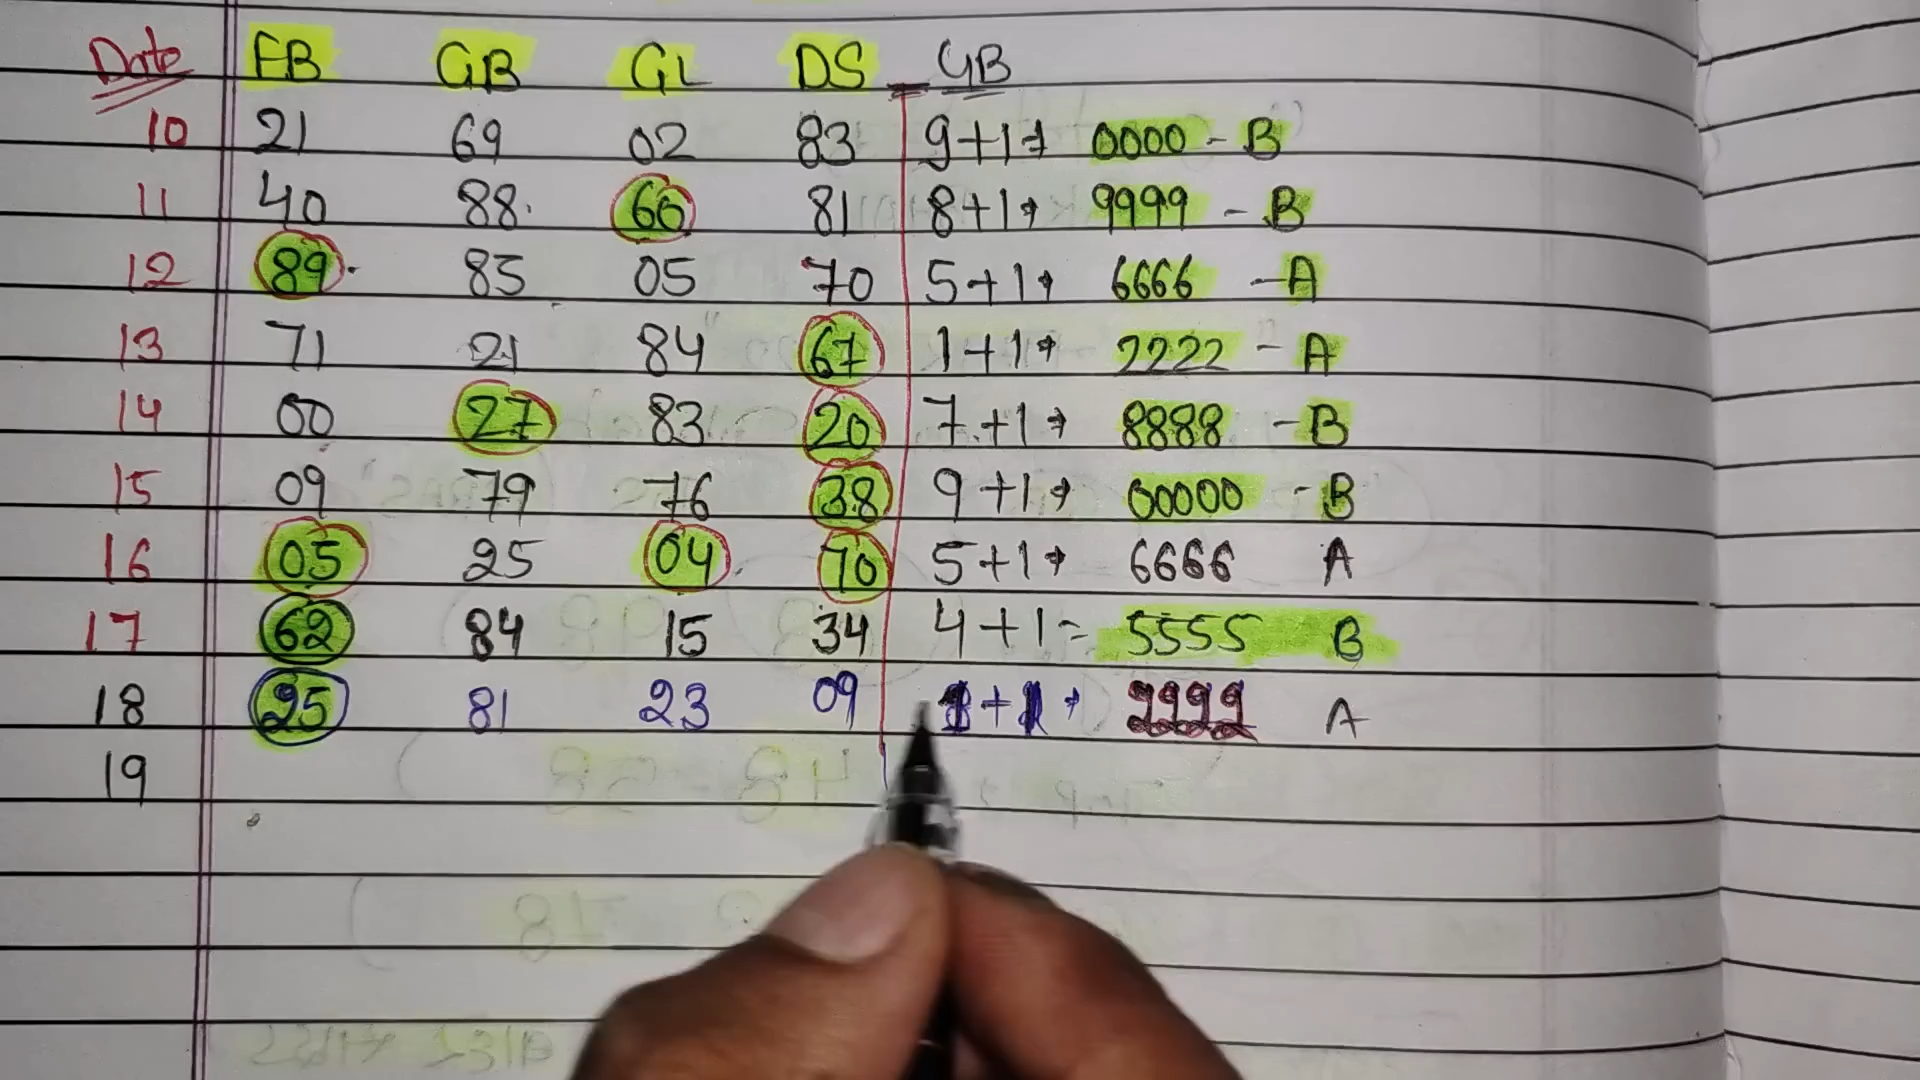 Date FB GB GL DS GB
10 21 69 02 83 9+1→ 0000 - B
11 40 88. 66 81 8+1→ 9999 - B
12 89. 85 05 70 5+1→ 6666 - A
13 71 21 84 67 1+1→ 2222 - A
14 00 27 83 20 7+1→ 8888 - B
15 09 79 76 38 9+1→ 00000 - B
16 05 25 04 70 5+1→ 6666 A
17 62 84 15 34 4+1= 5555 B
18 25 81 23 09 1+1→ 2222 A
19